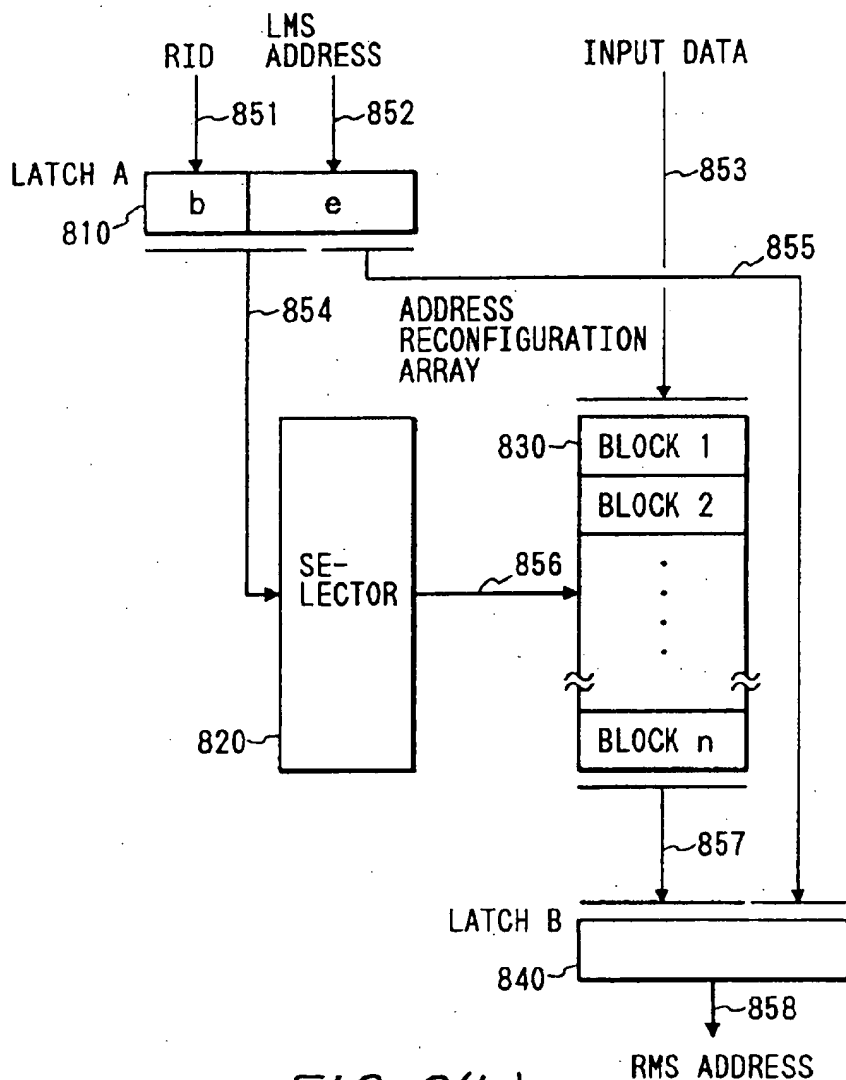 RID
LMS
ADDRESS
INPUT DATA
851
852
853
LATCH A
b
e
810
855
854
ADDRESS
RECONFIGURATION
ARRAY
830
BLOCK 1
BLOCK 2
SE-
LECTOR
856
820
BLOCK n
857
LATCH B
840
858
RMS ADDRESS